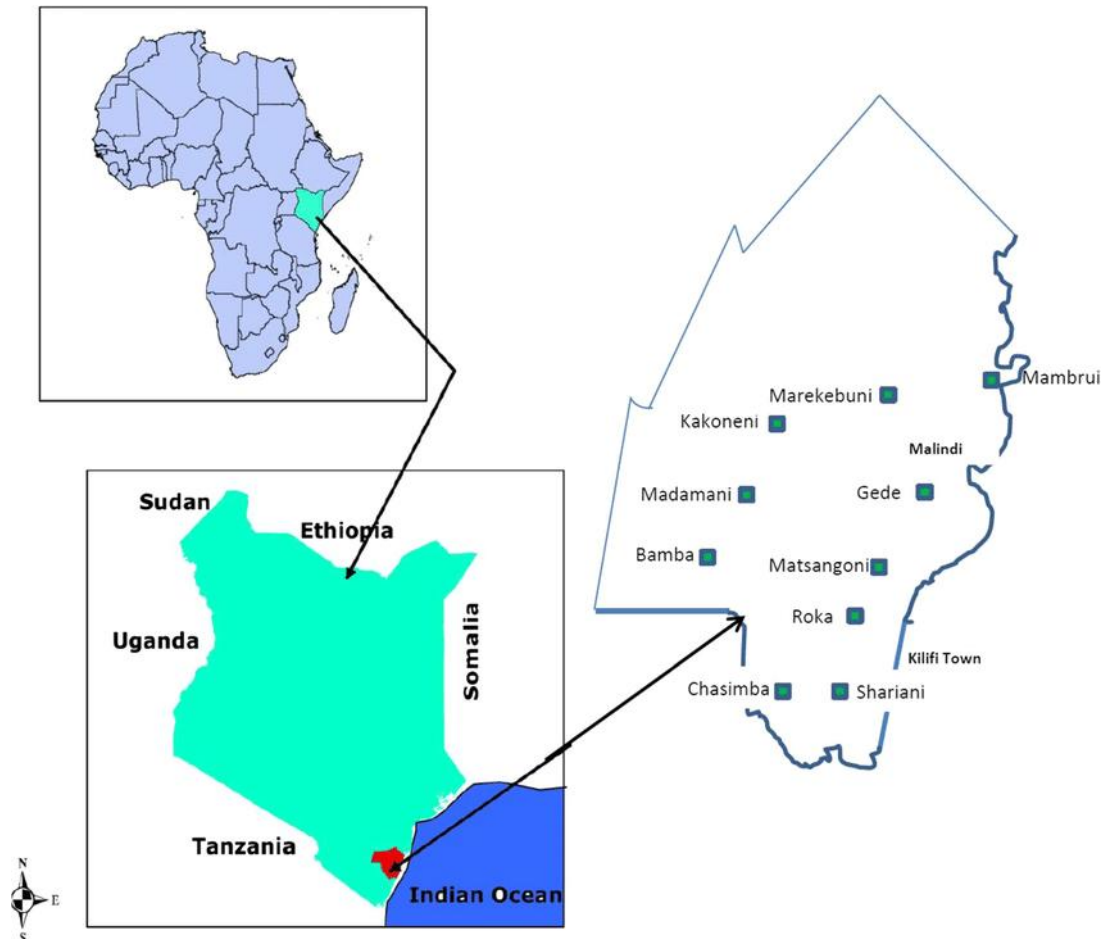 Sudan
Ethiopia
Uganda
Somalia
Tanzania
Indian Ocean
N
E
S
Mambrui
Marekebuni
Kakoneni
Malindi
Madamani
Gede
Bamba
Matsangoni
Roka
Kilifi Town
Chasimba
Shariani